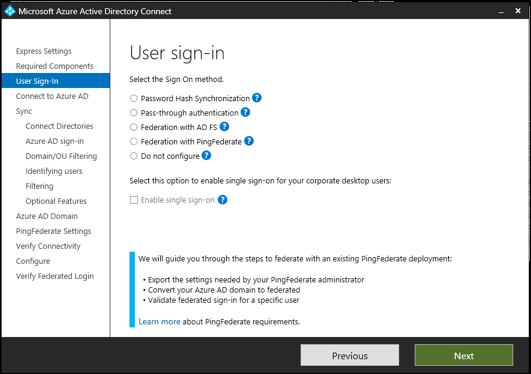 Microsoft Azure Active Directory Connect
Express Settings
Required Components
User Sign-In
Connect to Azure AD
Sync
Connect Directories
Azure AD sign-in
Domain/OU Filtering
Identifying users
Filtering
Optional Features
Azure AD Domain
PingFederate Settings
Verify Connectivity
Configure
Verify Federated Login
User sign-in
Select the Sign On method.
Password Hash Synchronization ?
Pass-through authentication ?
Federation with AD FS ?
Federation with PingFederate ?
Do not configure ?
Select this option to enable single sign-on for your corporate desktop users:
Enable single sign-on ?
We will guide you through the steps to federate with an existing PingFederate deployment:
• Export the settings needed by your PingFederate administrator
• Convert your Azure AD domain to federated
• Validate federated sign-in for a specific user
Learn more about PingFederate requirements.
Previous
Next